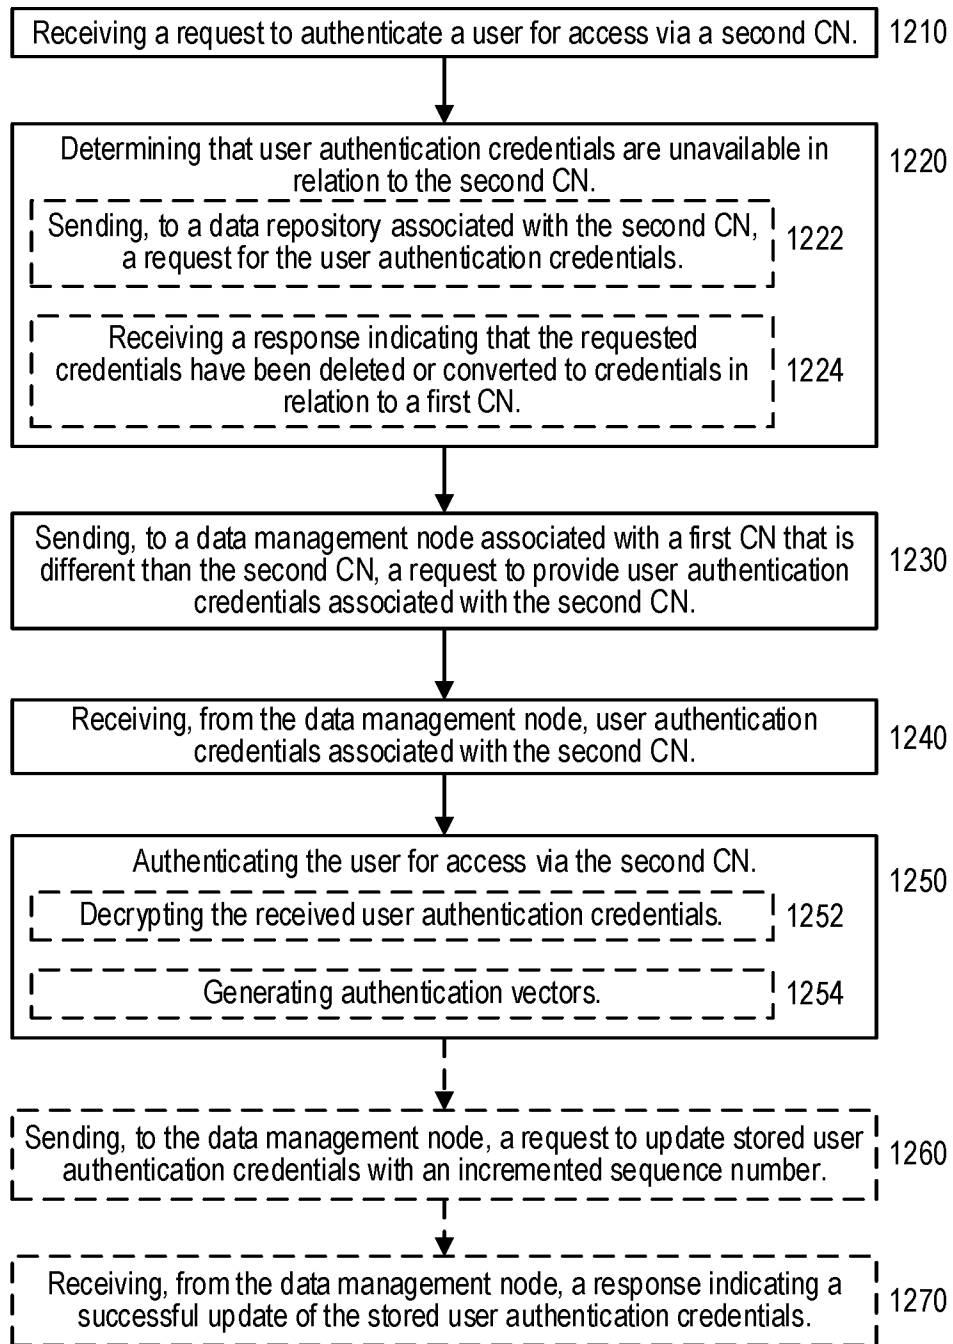 Receiving a request to authenticate a user for access via a second CN.
1210
Determining that user authentication credentials are unavailable in
relation to the second CN.
1220
Sending, to a data repository associated with the second CN,
a request for the user authentication credentials.
1222
Receiving a response indicating that the requested
credentials have been deleted or converted to credentials in
relation to a first CN.
1224
Sending, to a data management node associated with a first CN that is
different than the second CN, a request to provide user authentication
credentials associated with the second CN.
1230
Receiving, from the data management node, user authentication
credentials associated with the second CN.
1240
Authenticating the user for access via the second CN.
1250
Decrypting the received user authentication credentials.
1252
Generating authentication vectors.
1254
Sending, to the data management node, a request to update stored user
authentication credentials with an incremented sequence number.
1260
Receiving, from the data management node, a response indicating a
successful update of the stored user authentication credentials.
1270